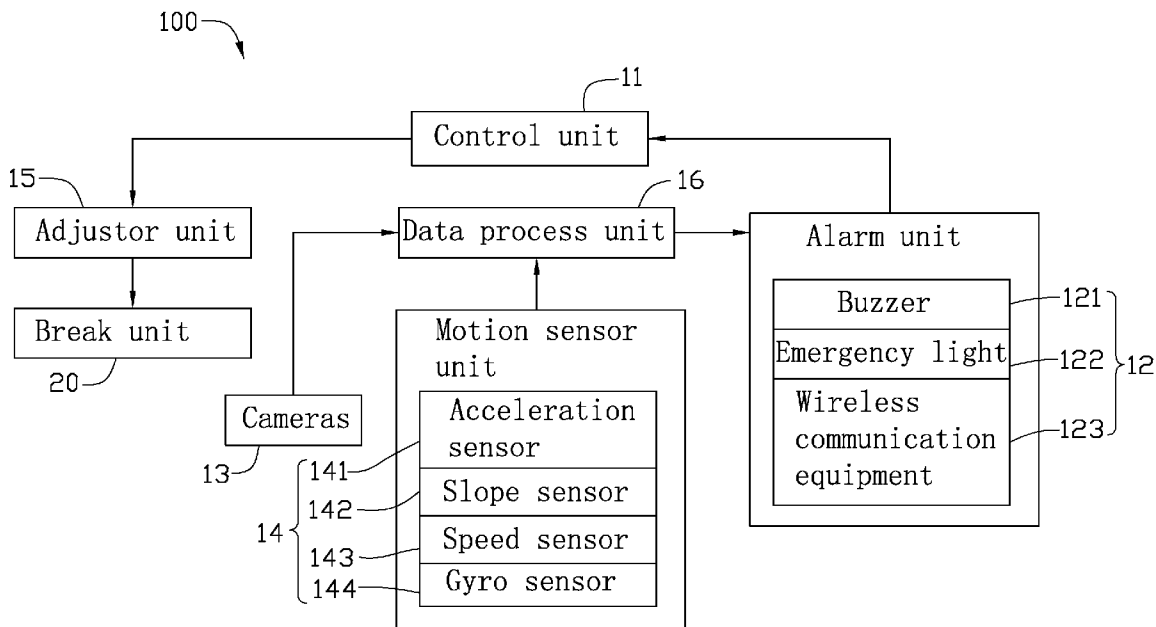 100
11
Control unit
15
16
Adjustor unit
Data process unit
Alarm unit
Break unit
20
Motion sensor
unit
Buzzer
121
Emergency light
122
12
Wireless
communication
equipment
123
Cameras
13
Acceleration
sensor
141
Slope sensor
142
14
Speed sensor
143
Gyro sensor
144